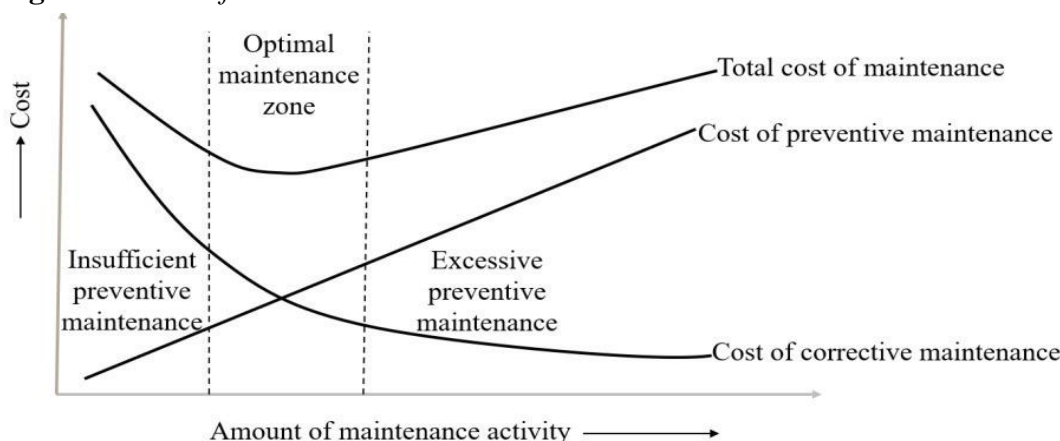 Optimal
maintenance
zone
Total cost of maintenance
Cost of preventive maintenance
Cost
Insufficient
preventive
maintenance
Excessive
preventive
maintenance
Cost of corrective maintenance
Amount of maintenance activity